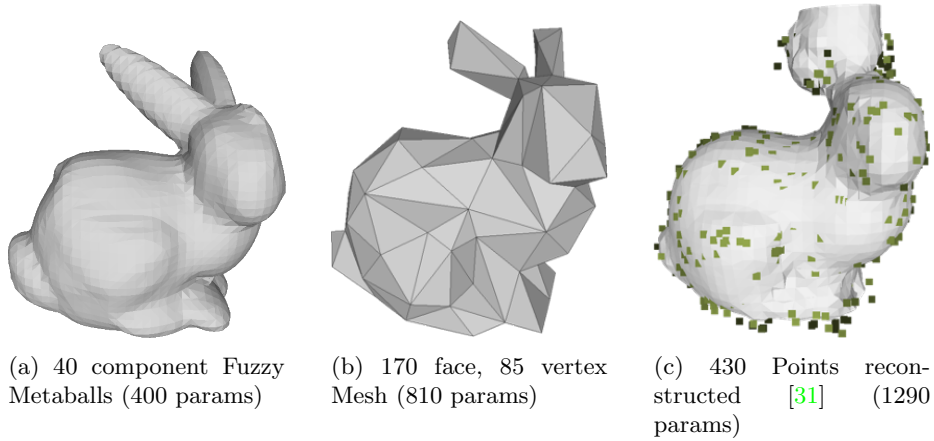 (a) 40 component Fuzzy
Metaballs (400 params)
(b) 170 face, 85 vertex
Mesh (810 params)
(c) 430 Points recon-
structed [31] (1290
params)